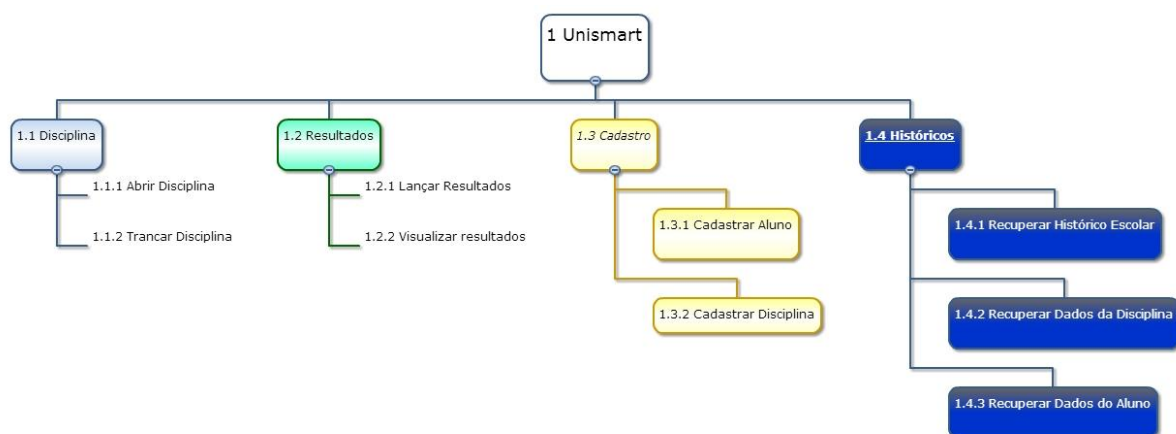 1 Unismart
1.1 Disciplina
1.2 Resultados
1.3 Cadastro
1.4 Históricos
1.1.1 Abrir Disciplina
1.1.2 Trancar Disciplina
1.2.1 Lançar Resultados
1.2.2 Visualizar resultados
1.3.1 Cadastrar Aluno
1.3.2 Cadastrar Disciplina
1.4.1 Recuperar Histórico Escolar
1.4.2 Recuperar Dados da Disciplina
1.4.3 Recuperar Dados do Aluno